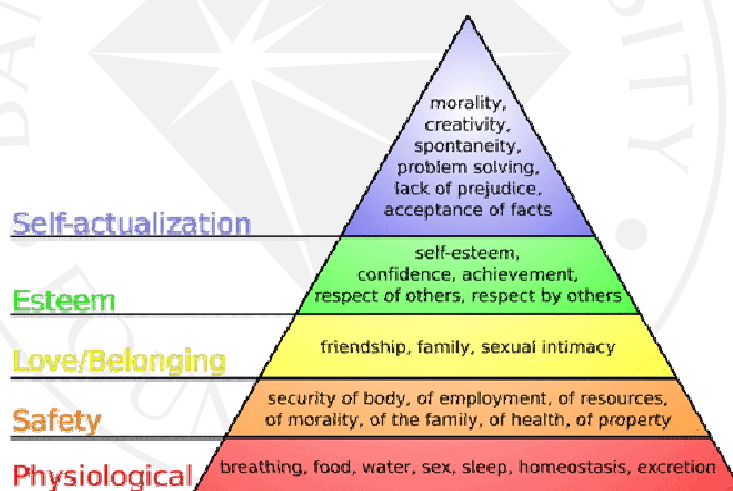 morality,
creativity,
spontaneity,
problem solving,
lack of prejudice,
acceptance of facts
Self-actualization
self-esteem,
confidence, achievement,
respect of others, respect by others
Esteem
friendship, family, sexual intimacy
Love/Belonging
security of body, of employment, of resources,
of morality, of the family, of health, of property
Safety
breathing, food, water, sex, sleep, homeostasis, excretion
Physiological